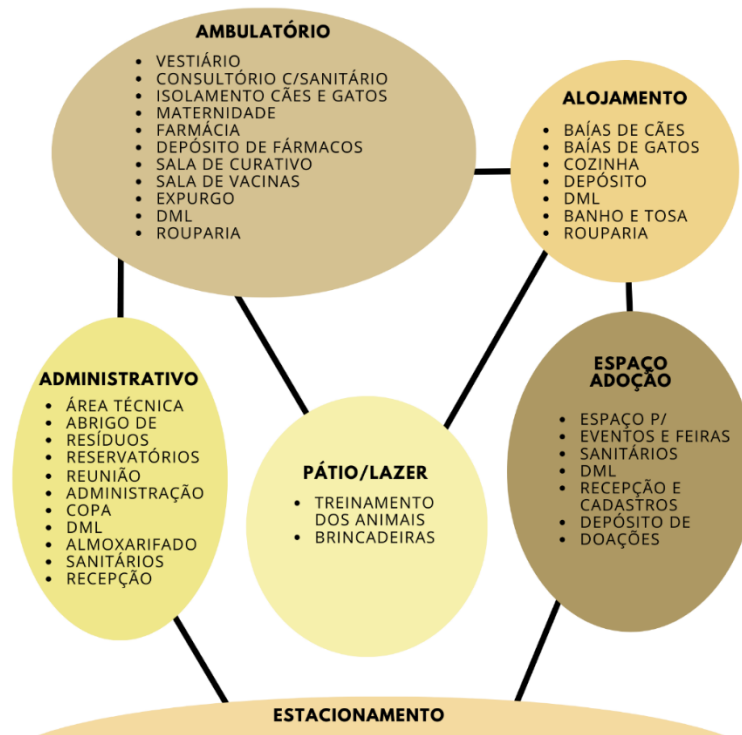 AMBULATÓRIO
• VESTIÁRIO
• CONSULTÓRIO C/SANITÁRIO
• ISOLAMENTO CÃES E GATOS
• MATERNIDADE
• FARMÁCIA
• DEPÓSITO DE FÁRMACOS
• SALA DE CURATIVO
• SALA DE VACINAS
• EXPURGO
• DML
• ROUPARIA
ALOJAMENTO
• BAÍAS DE CÃES
• BAÍAS DE GATOS
• COZINHA
• DEPÓSITO
• DML
• BANHO E TOSA
• ROUPARIA
ADMINISTRATIVO
• ÁREA TÉCNICA
• ABRIGO DE
• RESÍDUOS
• RESERVATÓRIOS
• REUNIÃO
• ADMINISTRAÇÃO
• COPA
• DML
• ALMOXARIFADO
• SANITÁRIOS
• RECEPÇÃO
PÁTIO/LAZER
• TREINAMENTO
DOS ANIMAIS
• BRINCADEIRAS
ESPAÇO
ADOÇÃO
• ESPAÇO P/
• EVENTOS E FEIRAS
• SANITÁRIOS
• DML
• RECEPÇÃO E
CADASTROS
• DEPÓSITO DE
• DOAÇÕES
ESTACIONAMENTO